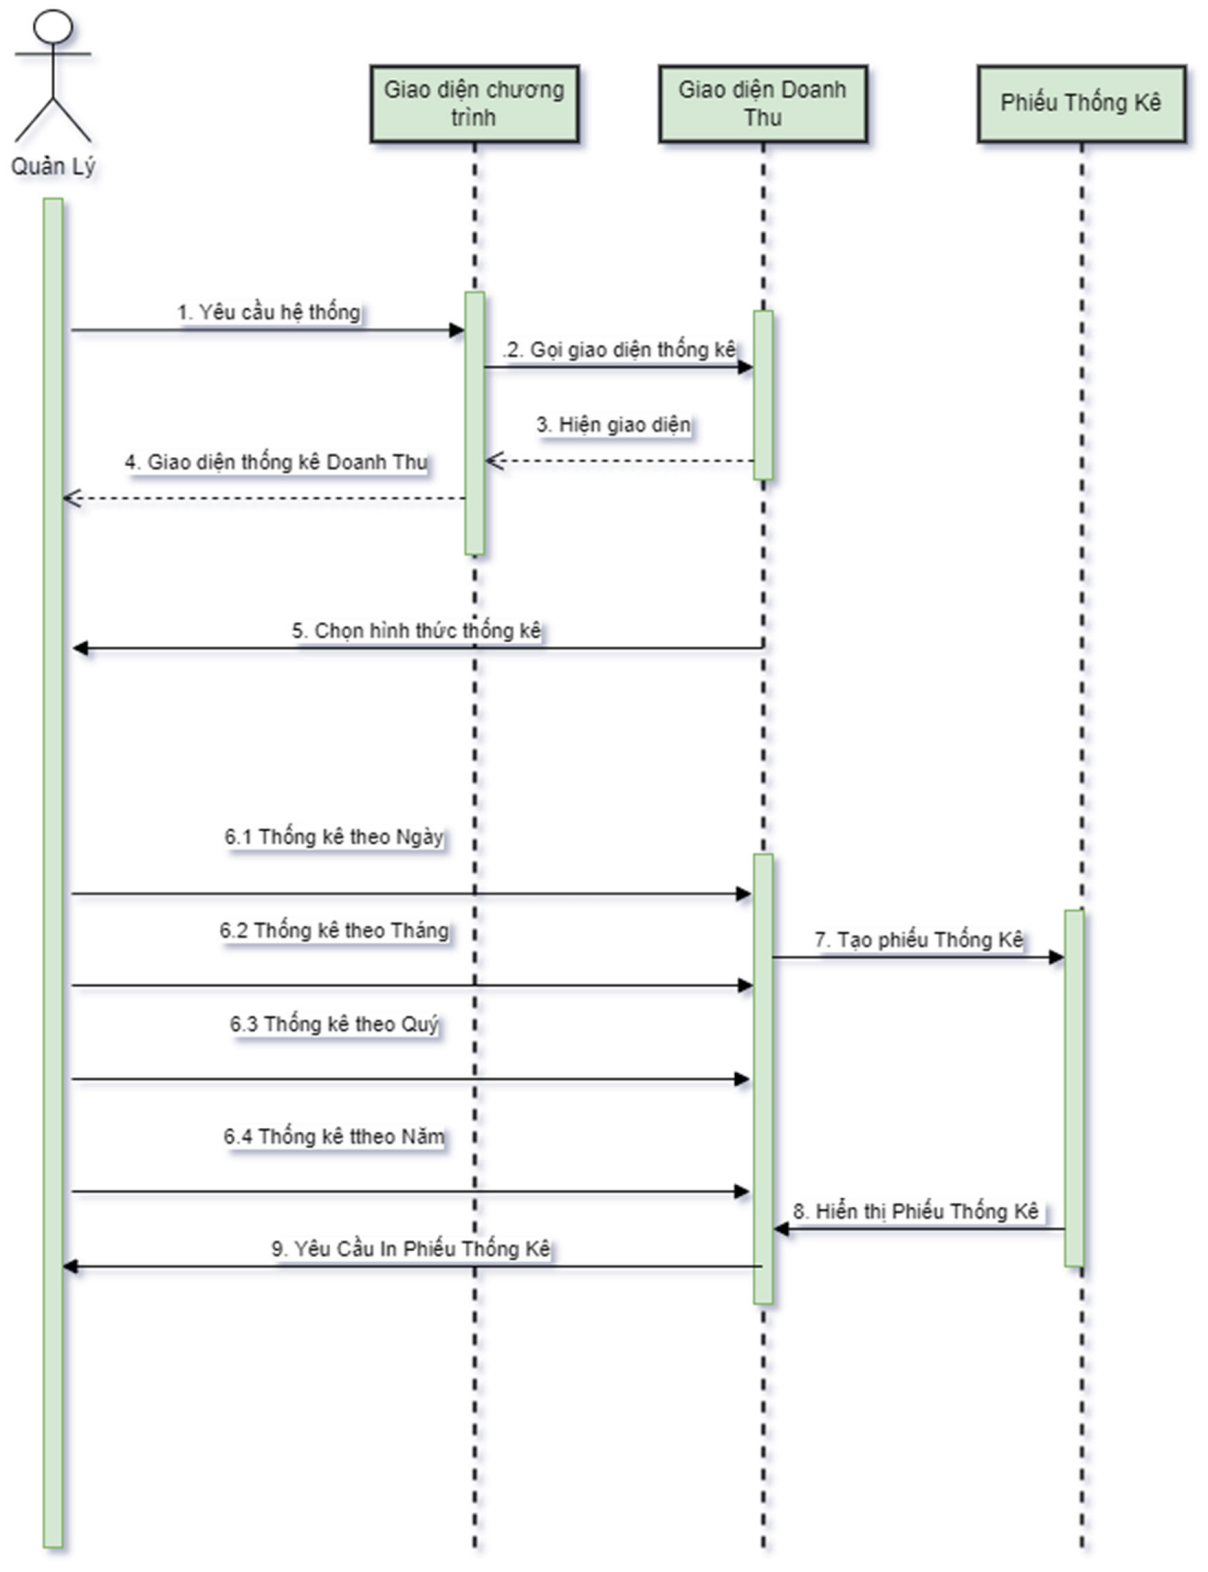 Quản Lý
Giao diện chương
trình
Giao diện Doanh
Thu
Phiếu Thống Kê
1. Yêu cầu hệ thống
.2. Gọi giao diện thống kê
3. Hiện giao diện
4. Giao diện thống kê Doanh Thu
5. Chọn hình thức thống kê
6.1 Thống kê theo Ngày
6.2 Thống kê theo Tháng
7. Tạo phiếu Thống Kê
6.3 Thống kê theo Quý
6.4 Thống kê ttheo Năm
8. Hiển thị Phiếu Thống Kê
9. Yêu Cầu In Phiếu Thống Kê